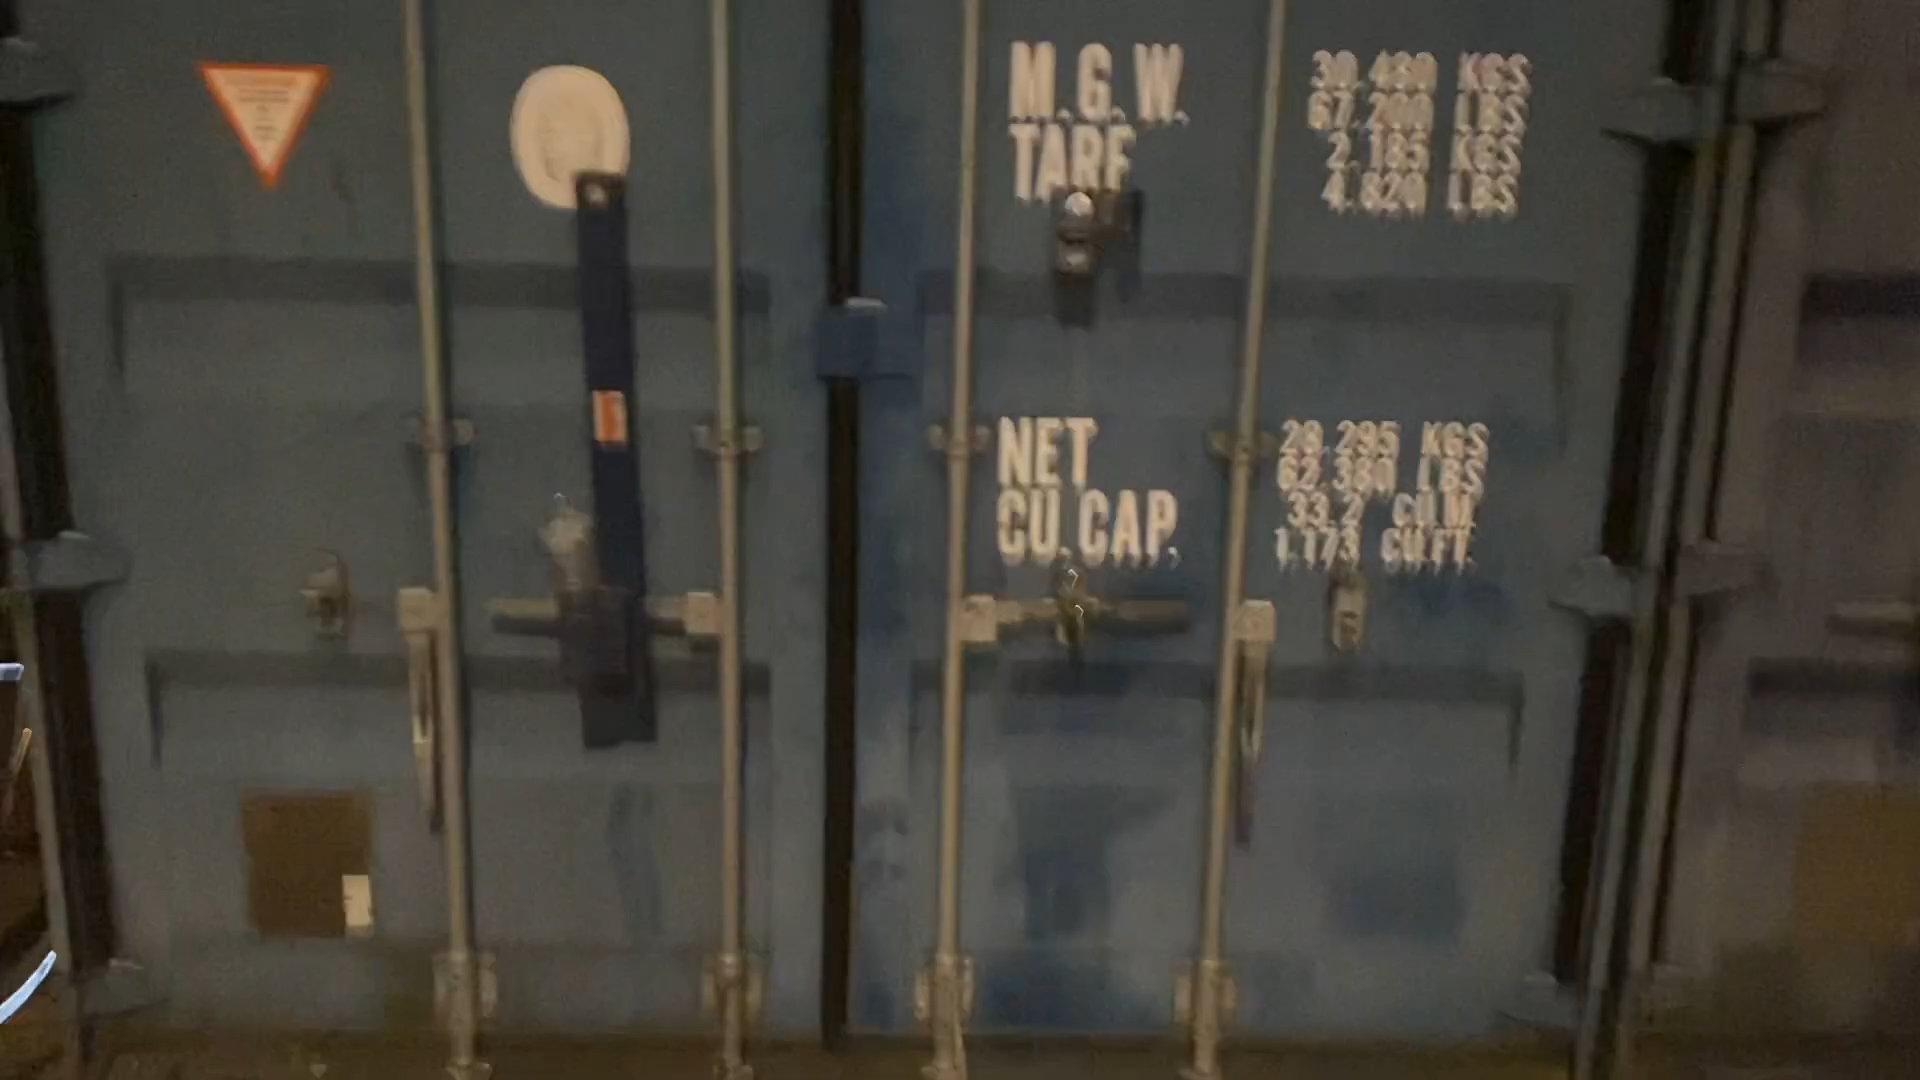 M.G.W. 30.480 KGS
67.200 LBS
TARE 2.185 KGS
4.820 LBS
NET 28.295 KGS
62.380 LBS
CU.CAP. 33.2 CU.M.
1.173 CU.FT.